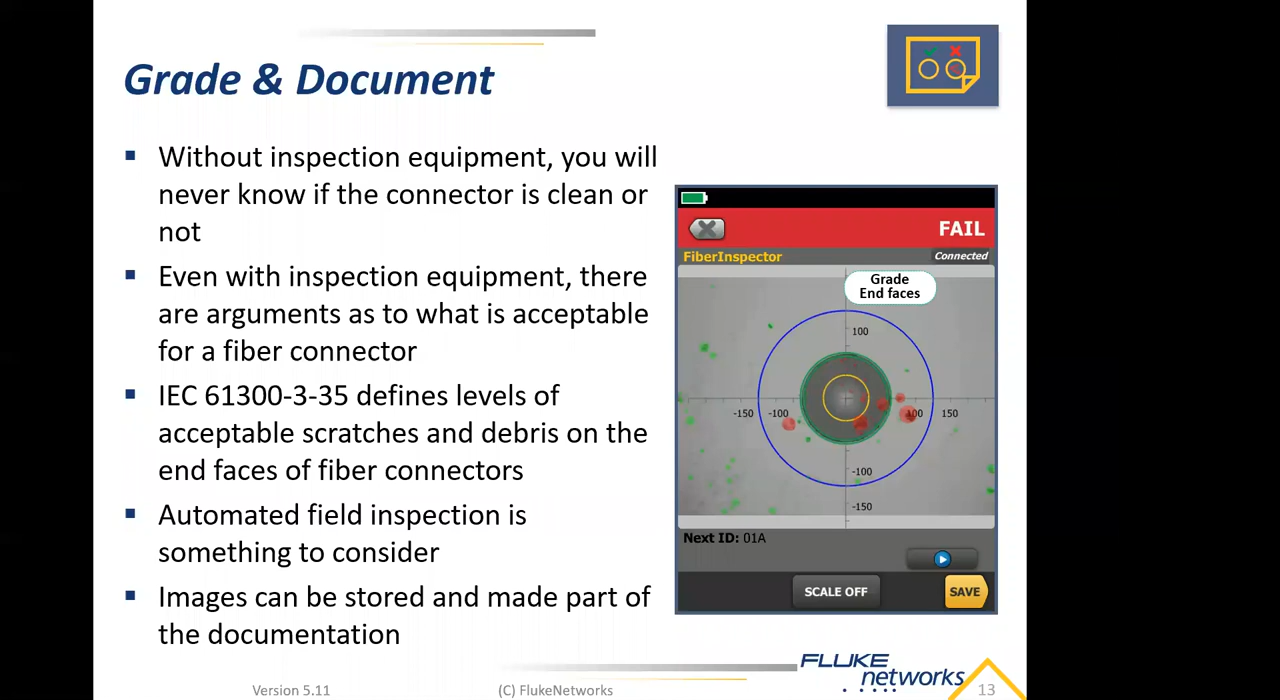 Grade & Document
Without inspection equipment, you will
never know if the connector is clean or
not
Even with inspection equipment, there
are arguments as to what is acceptable
for a fiber connector
IEC 61300-3-35 defines levels of
acceptable scratches and debris on the
end faces of fiber connectors
Automated field inspection is
something to consider
Images can be stored and made part of
the documentation
FAIL
FiberInspector
Connected
Grade
End faces
100
-150 -100 100 150
-100
-150
Next ID: 01A
SCALE OFF
SAVE
FLUKE
networks
Version 5.11
(C) FlukeNetworks
13